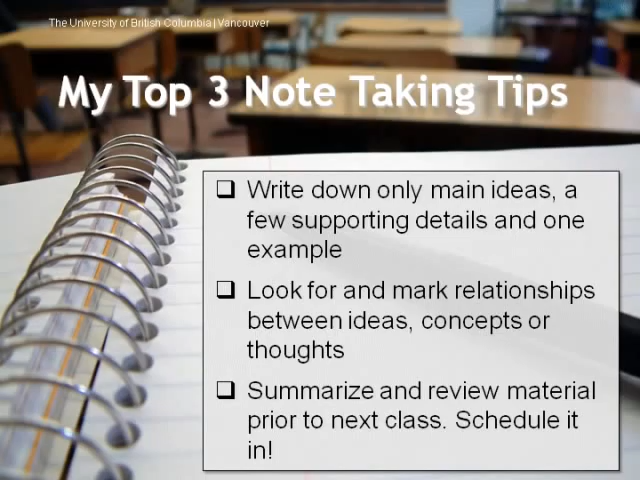 The University of British Columbia | Vancouver
My Top 3 Note Taking Tips
Write down only main ideas, a
few supporting details and one
example
Look for and mark relationships
between ideas, concepts or
thoughts
Summarize and review material
prior to next class. Schedule it
in!